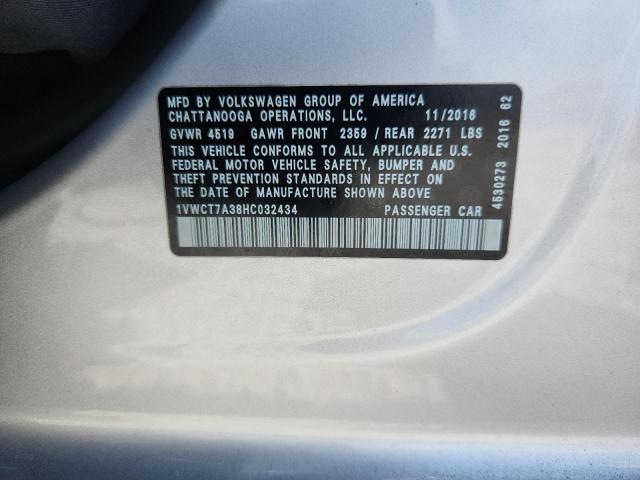 MFD BY VOLKSWAGEN GROUP OF AMERICA
CHATTANOOGA OPERATIONS, LLC. 11/2016
GVWR 4519 GAWR FRONT 2359 / REAR 2271 LBS
THIS VEHICLE CONFORMS TO ALL APPLICABLE U.S.
FEDERAL MOTOR VEHICLE SAFETY, BUMPER AND
THEFT PREVENTION STANDARDS IN EFFECT ON
THE DATE OF MANUFACTURE SHOWN ABOVE
1VWCT7A38HC032434 PASSENGER CAR
4530273 2016 62